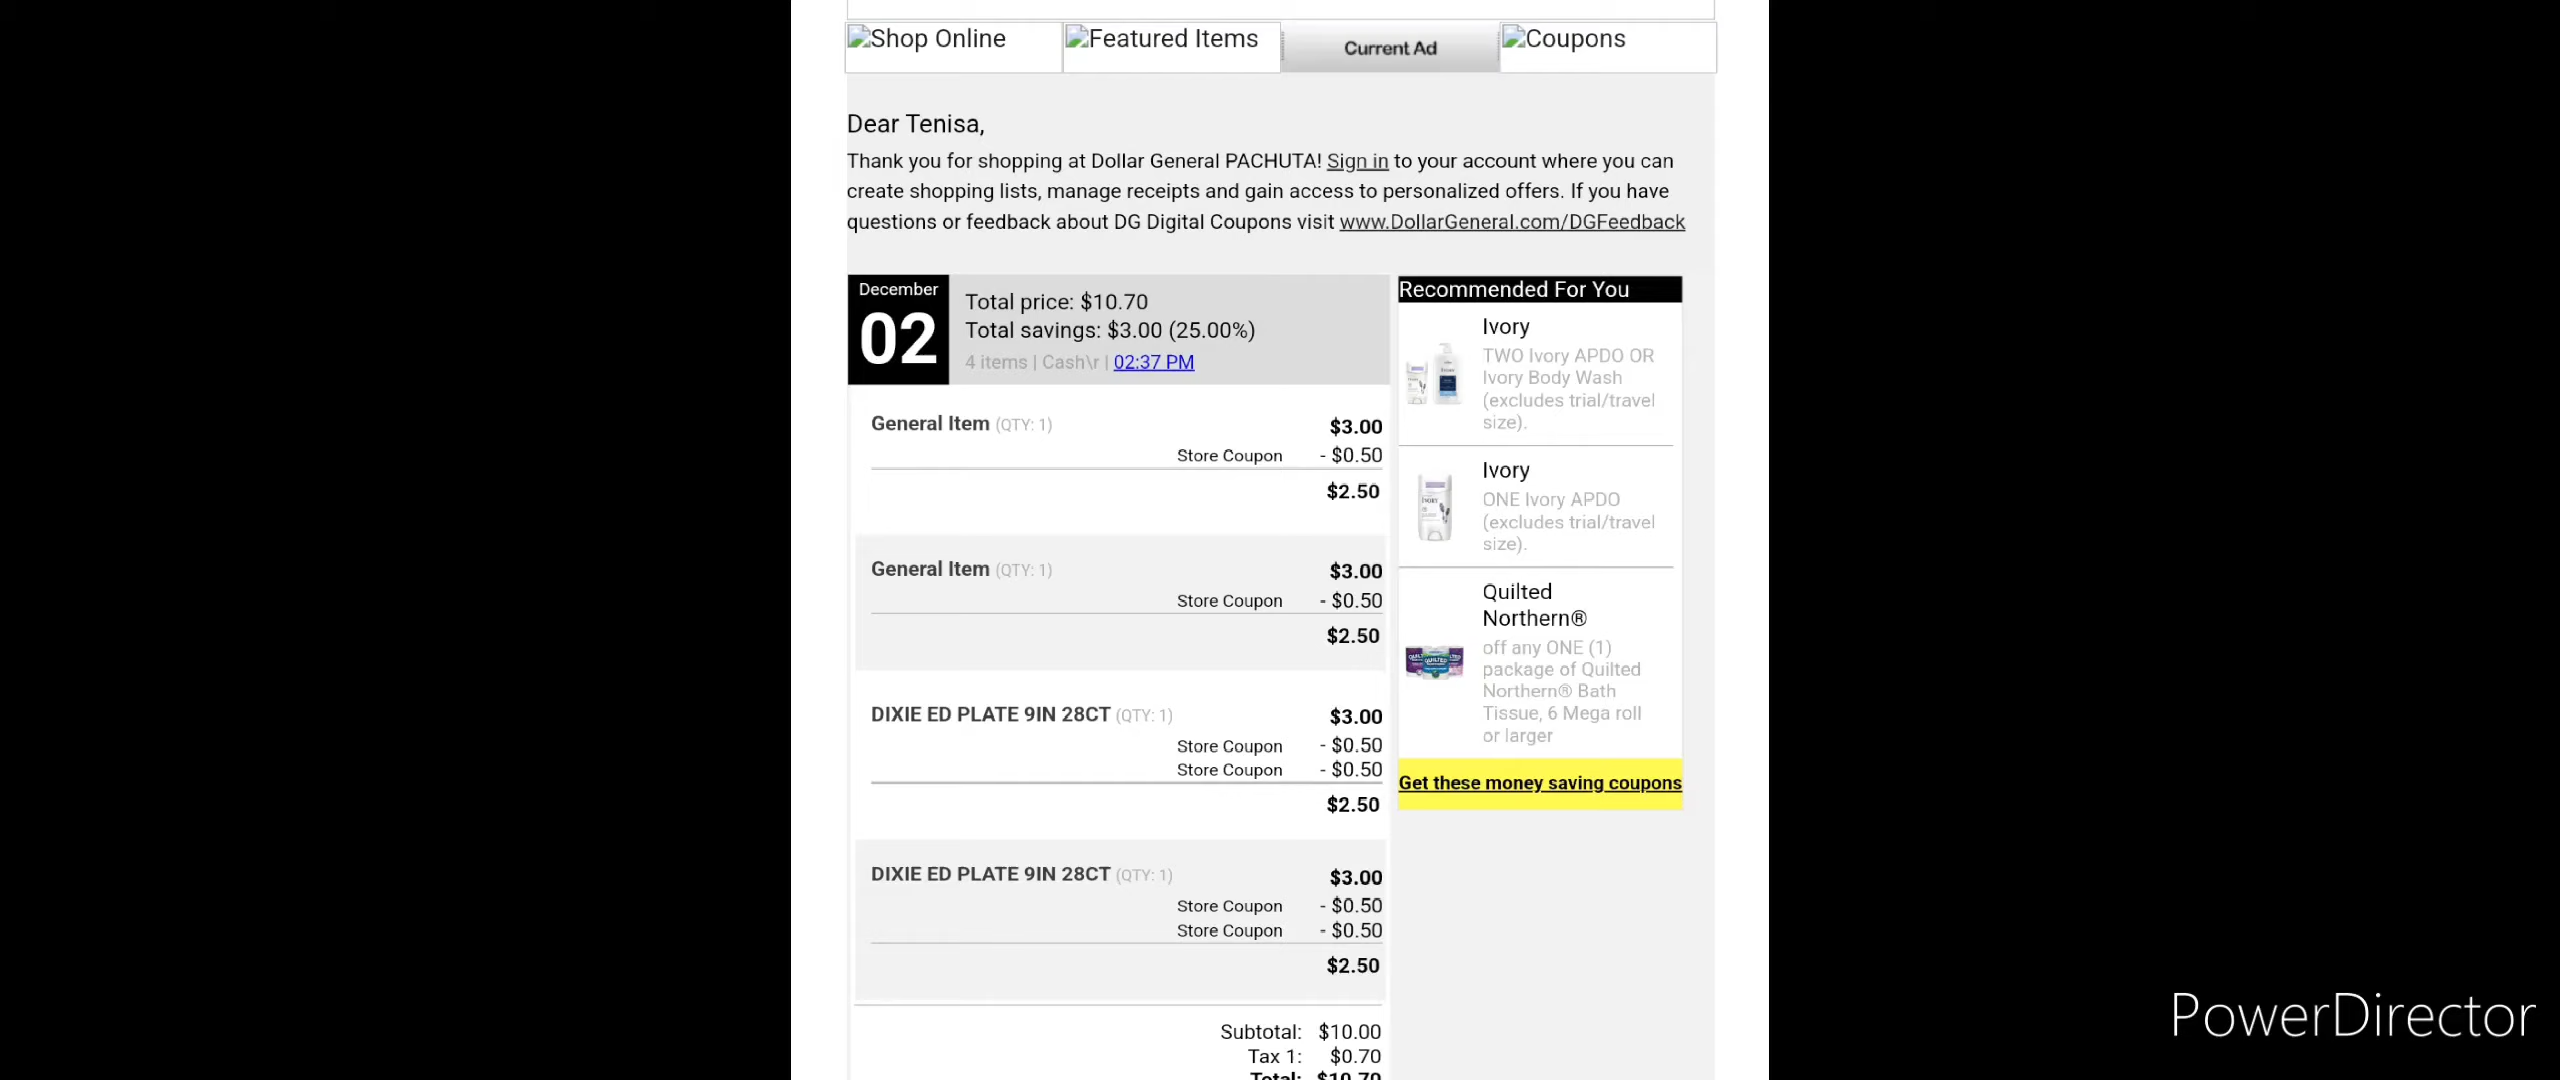 Shop Online
Featured Items
Current Ad
Coupons
Dear Tenisa,
Thank you for shopping at Dollar General PACHUTA! Sign in to your account where you can
create shopping lists, manage receipts and gain access to personalized offers. If you have
questions or feedback about DG Digital Coupons visit www.DollarGeneral.com/DGFeedback
December
02
Total price: $10.70
Total savings: $3.00 (25.00%)
4 items | Cash\r | 02:37 PM
General Item (QTY: 1) $3.00
Store Coupon - $0.50
$2.50
General Item (QTY: 1) $3.00
Store Coupon - $0.50
$2.50
DIXIE ED PLATE 9IN 28CT (QTY: 1) $3.00
Store Coupon - $0.50
Store Coupon - $0.50
$2.50
DIXIE ED PLATE 9IN 28CT (QTY: 1) $3.00
Store Coupon - $0.50
Store Coupon - $0.50
$2.50
Subtotal: $10.00
Tax 1: $0.70
Total: $10.70
Recommended For You
Ivory
TWO Ivory APDO OR
Ivory Body Wash
(excludes trial/travel
size).
Ivory
ONE Ivory APDO
(excludes trial/travel
size).
Quilted
Northern®
off any ONE (1)
package of Quilted
Northern® Bath
Tissue, 6 Mega roll
or larger
Get these money saving coupons
PowerDirector